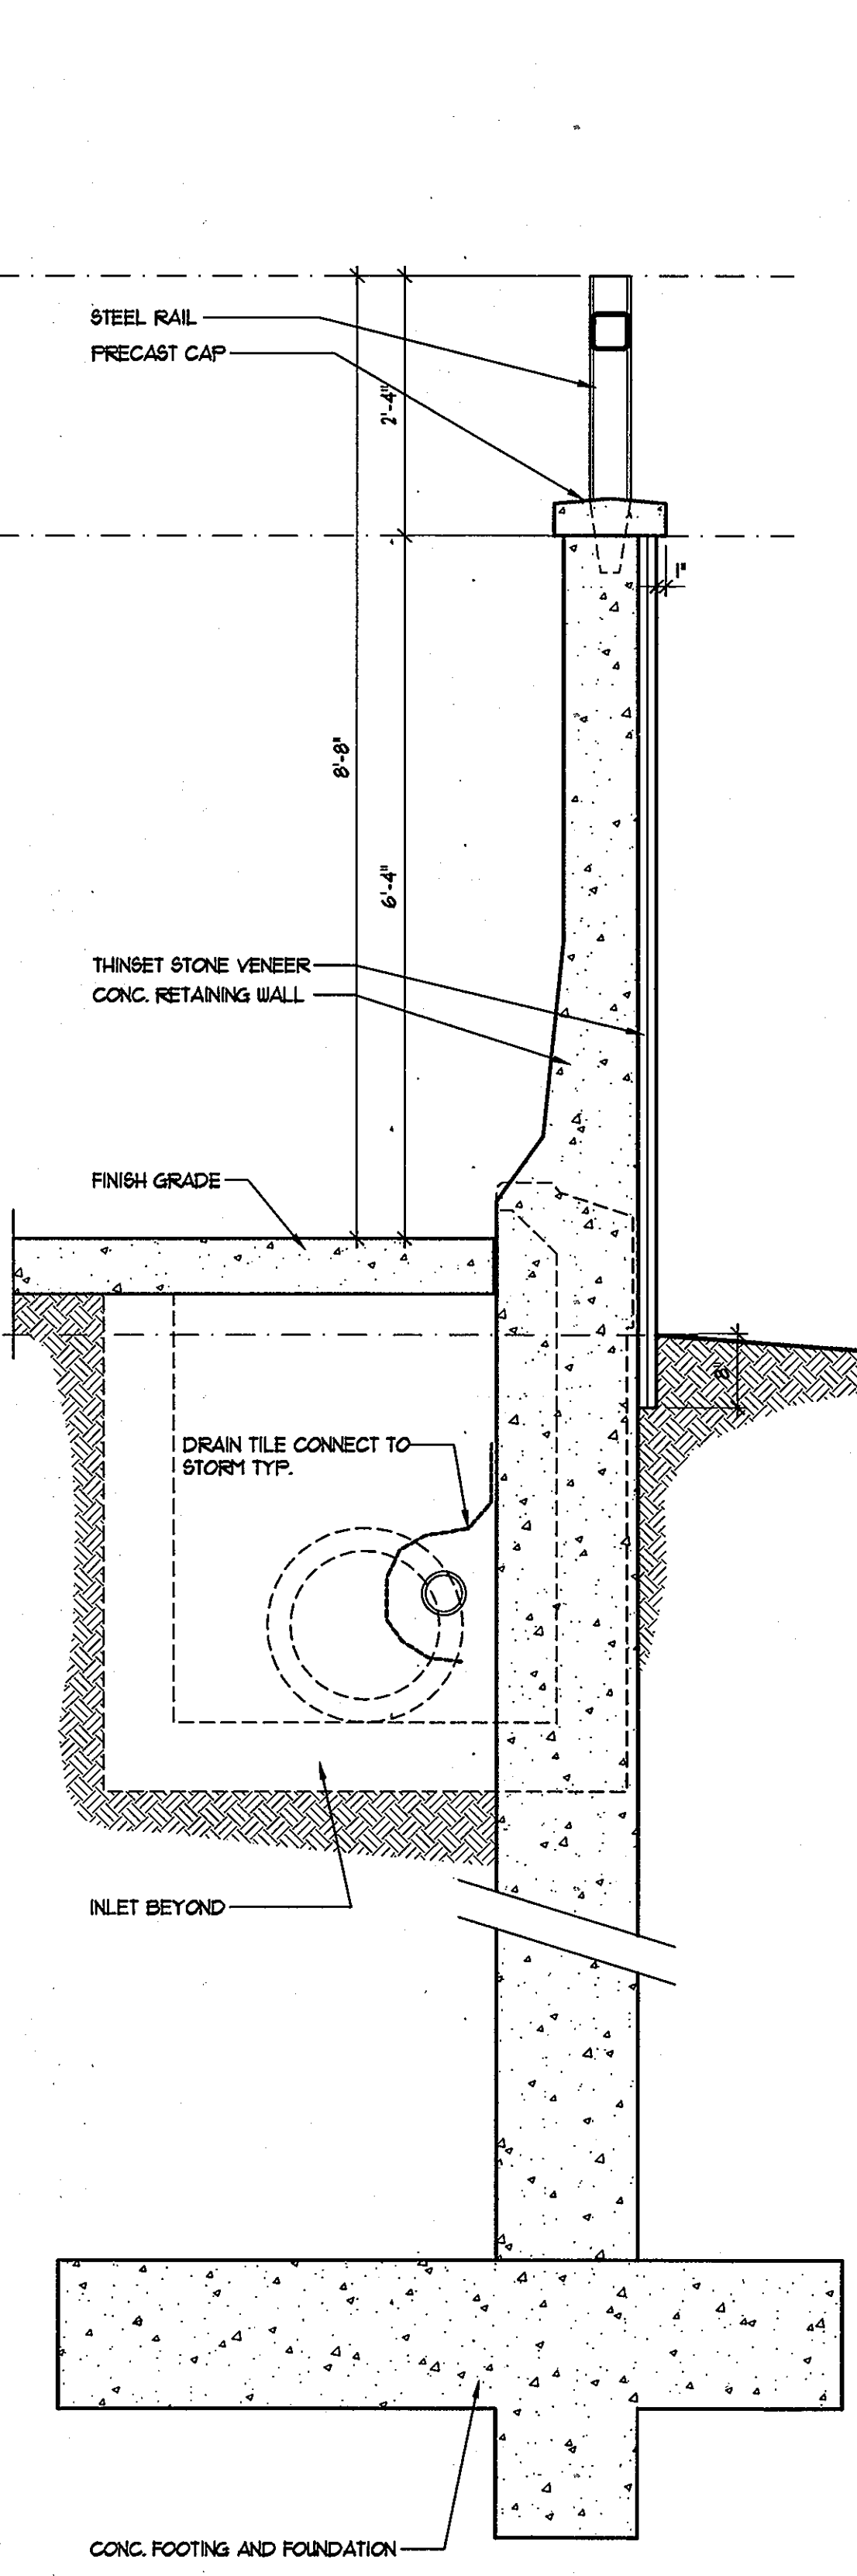 STEEL RAIL
PRECAST CAP
2'-4"
1"
8'-8"
6'-4"
THINSET STONE VENEER
CONC. RETAINING WALL
FINISH GRADE
8"
DRAIN TILE CONNECT TO
STORM TYP.
INLET BEYOND
CONC. FOOTING AND FOUNDATION